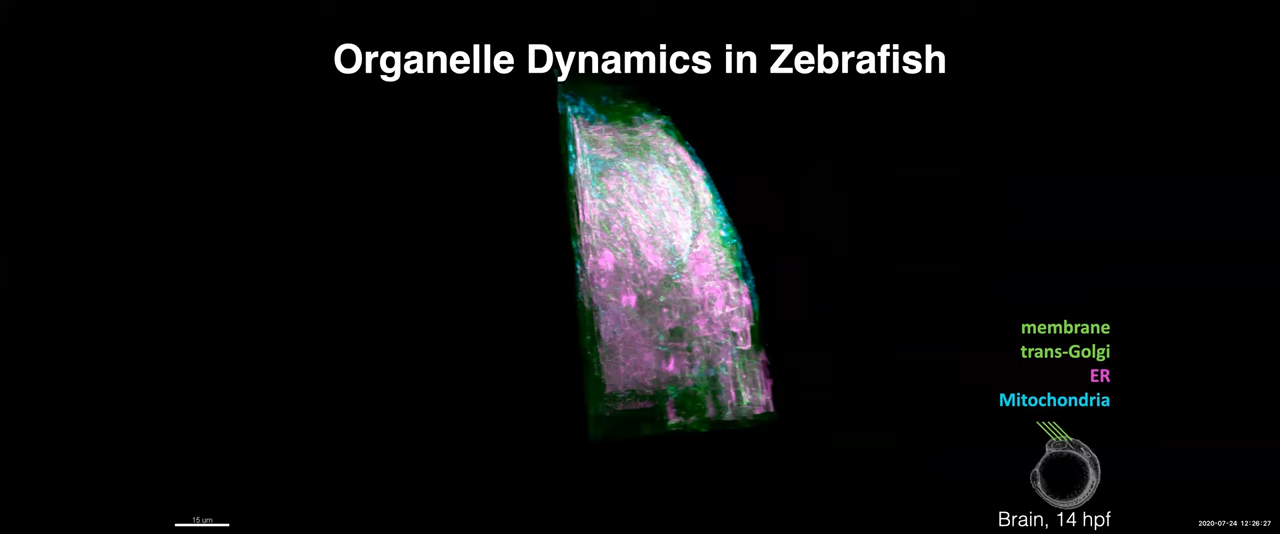 Organelle Dynamics in Zebrafish
membrane
trans-Golgi
ER
Mitochondria
15 um
Brain, 14 hpf
2020-07-24 12:26:27